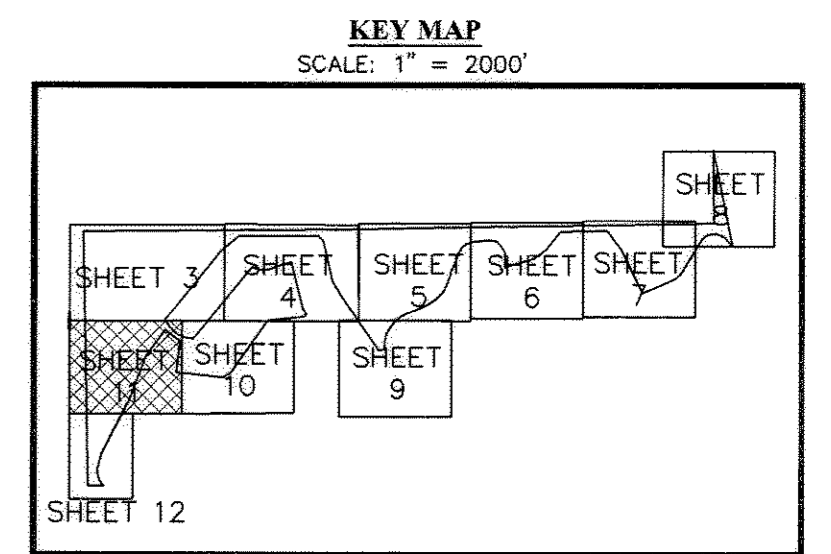 KEY MAP
SCALE: 1" = 2000'
SHEET
8
SHEET 3
SHEET
4
SHEET
5
SHEET
6
SHEET
7
SHEET
11
SHEET
10
SHEET
9
SHEET 12